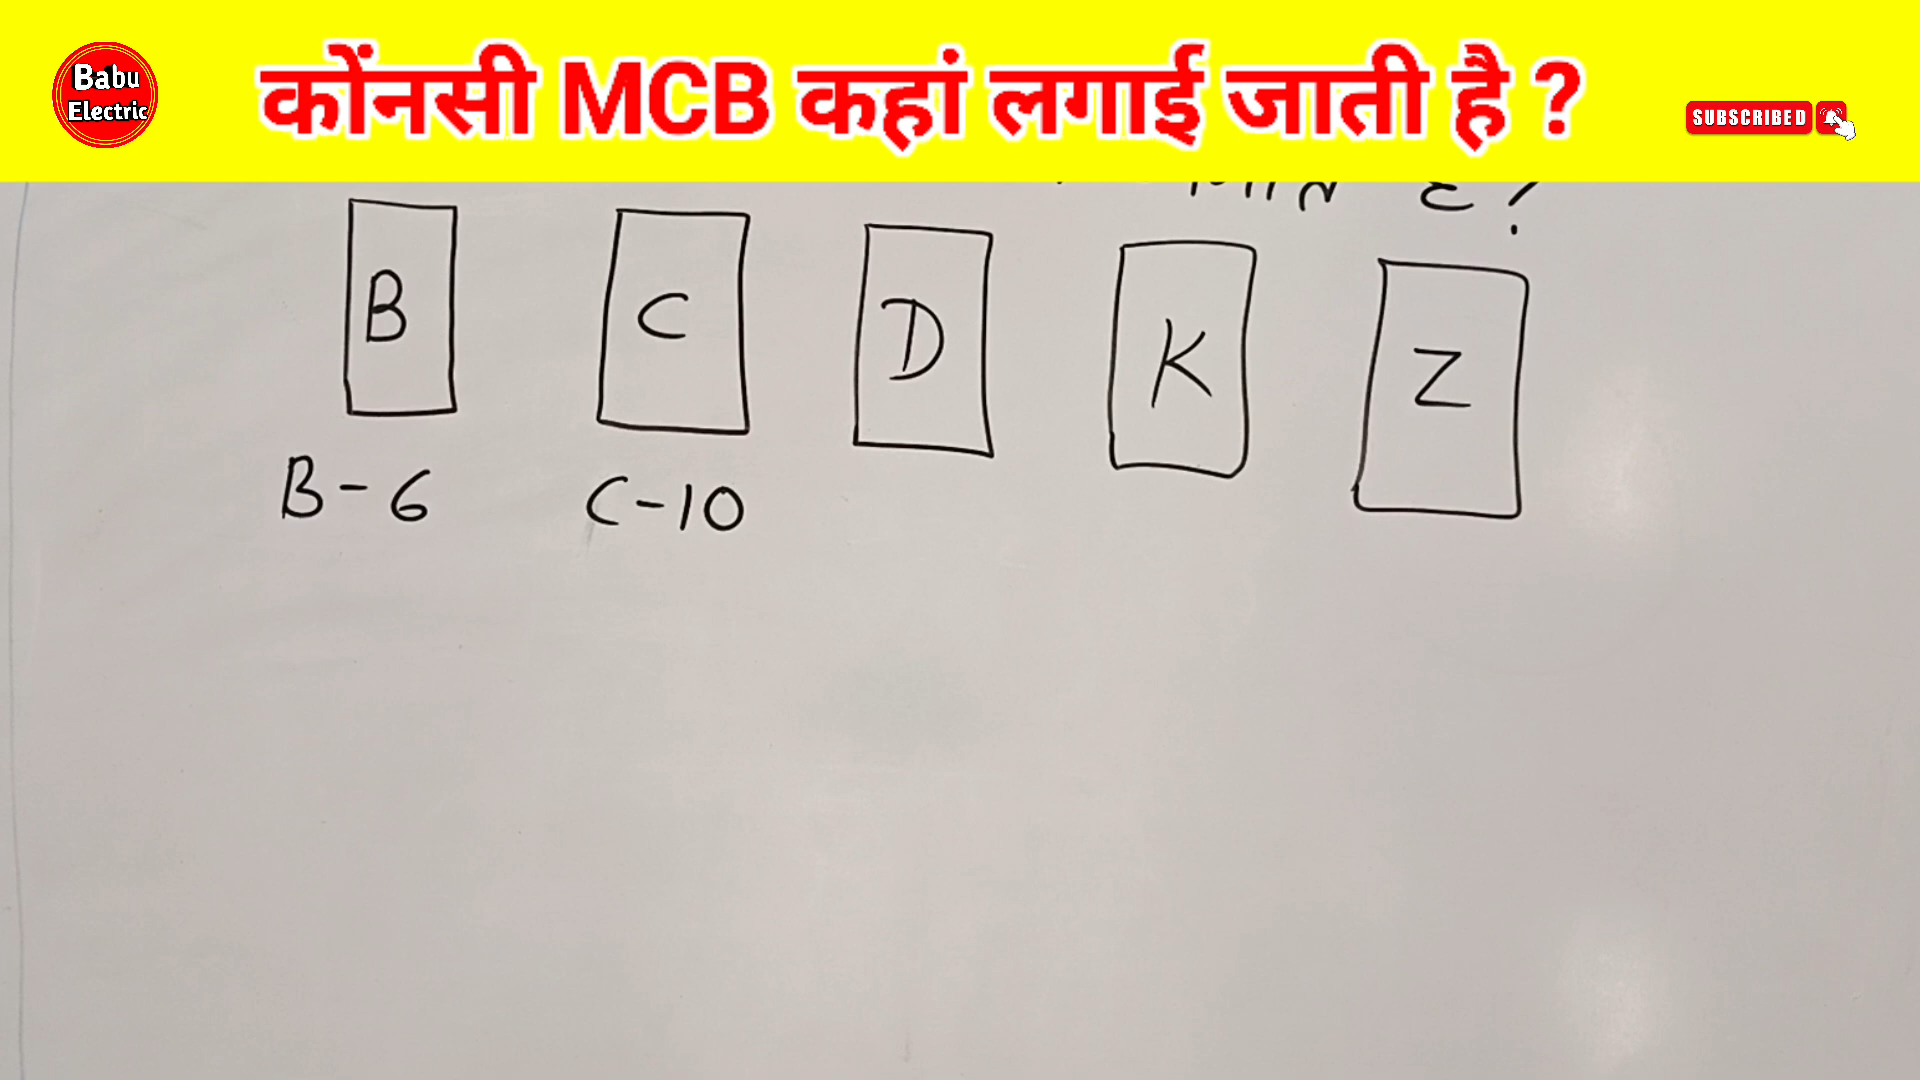 Babu
Electric
कोंनसी MCB कहां लगाई जाती है ?
SUBSCRIBED
है ?
B
C
D
K
Z
B-6
C-10